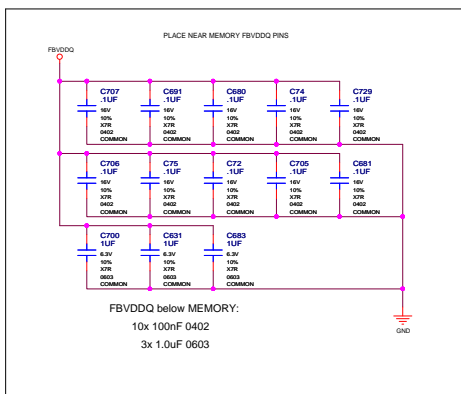 PLACE NEAR MEMORY FBVDDQ PINS
FBVDDQ
C707 C691 C680 C74 C729
.1UF .1UF .1UF .1UF .1UF
16V 16V 16V 16V 16V
10% 10% 10% 10% 10%
X7R X7R X7R X7R X7R
0402 0402 0402 0402 0402
COMMON COMMON COMMON COMMON COMMON
C706 C75 C72 C705 C681
.1UF .1UF .1UF .1UF .1UF
16V 16V 16V 16V 16V
10% 10% 10% 10% 10%
X7R X7R X7R X7R X7R
0402 0402 0402 0402 0402
COMMON COMMON COMMON COMMON COMMON
C700 C631 C683
1UF 1UF 1UF
6.3V 6.3V 6.3V
10% 10% 10%
X7R X7R X7R
0603 0603 0603
COMMON COMMON COMMON
FBVDDQ below MEMORY:
10x 100nF 0402
3x 1.0uF 0603
GND